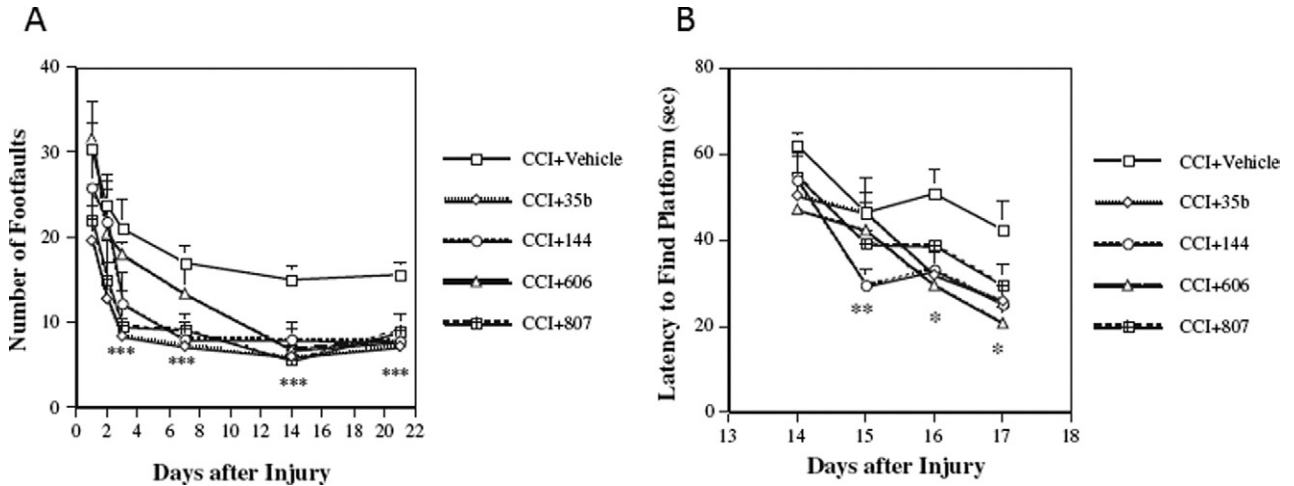 A
B
40
30
20
10
0
Number of Footfaults
0 2 4 6 8 10 12 14 16 18 20 22
Days after Injury
***
***
***
***
CCI+Vehicle
CCI+35b
CCI+144
CCI+606
CCI+807
80
60
40
20
0
Latency to Find Platform (sec)
13 14 15 16 17 18
Days after Injury
**
*
*
CCI+Vehicle
CCI+35b
CCI+144
CCI+606
CCI+807